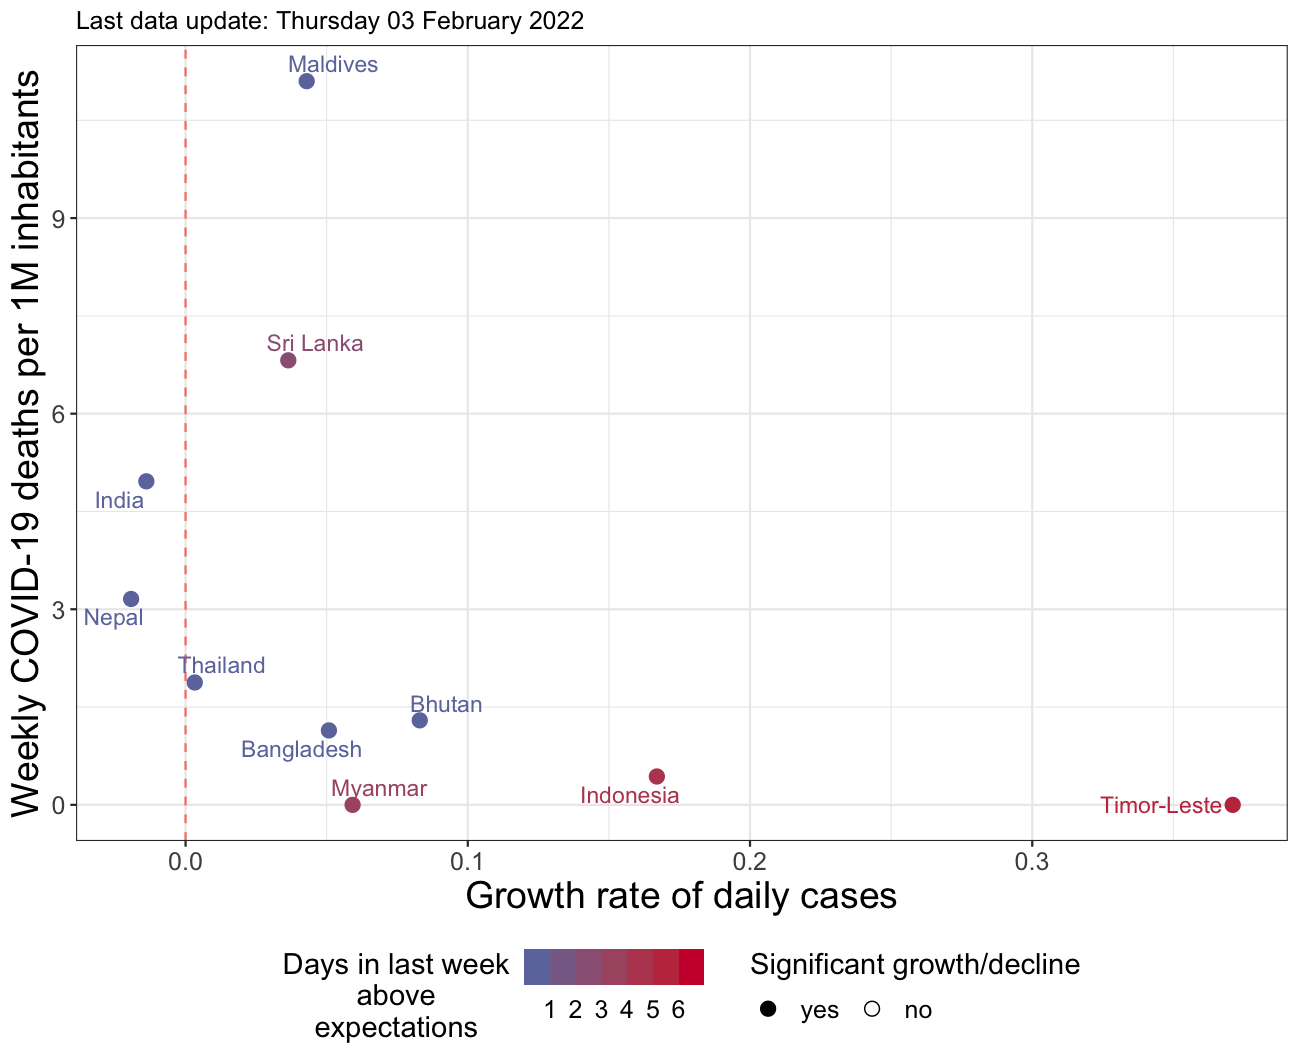 Last data update: Thursday 03 February 2022
Weekly COVID-19 deaths per 1M inhabitants
9
6
3
0
Maldives
Sri Lanka
India
Nepal
Thailand
Bhutan
Bangladesh
Myanmar
Indonesia
Timor-Leste
0.0 0.1 0.2 0.3
Growth rate of daily cases
Days in last week
above
expectations
1 2 3 4 5 6
Significant growth/decline
yes no